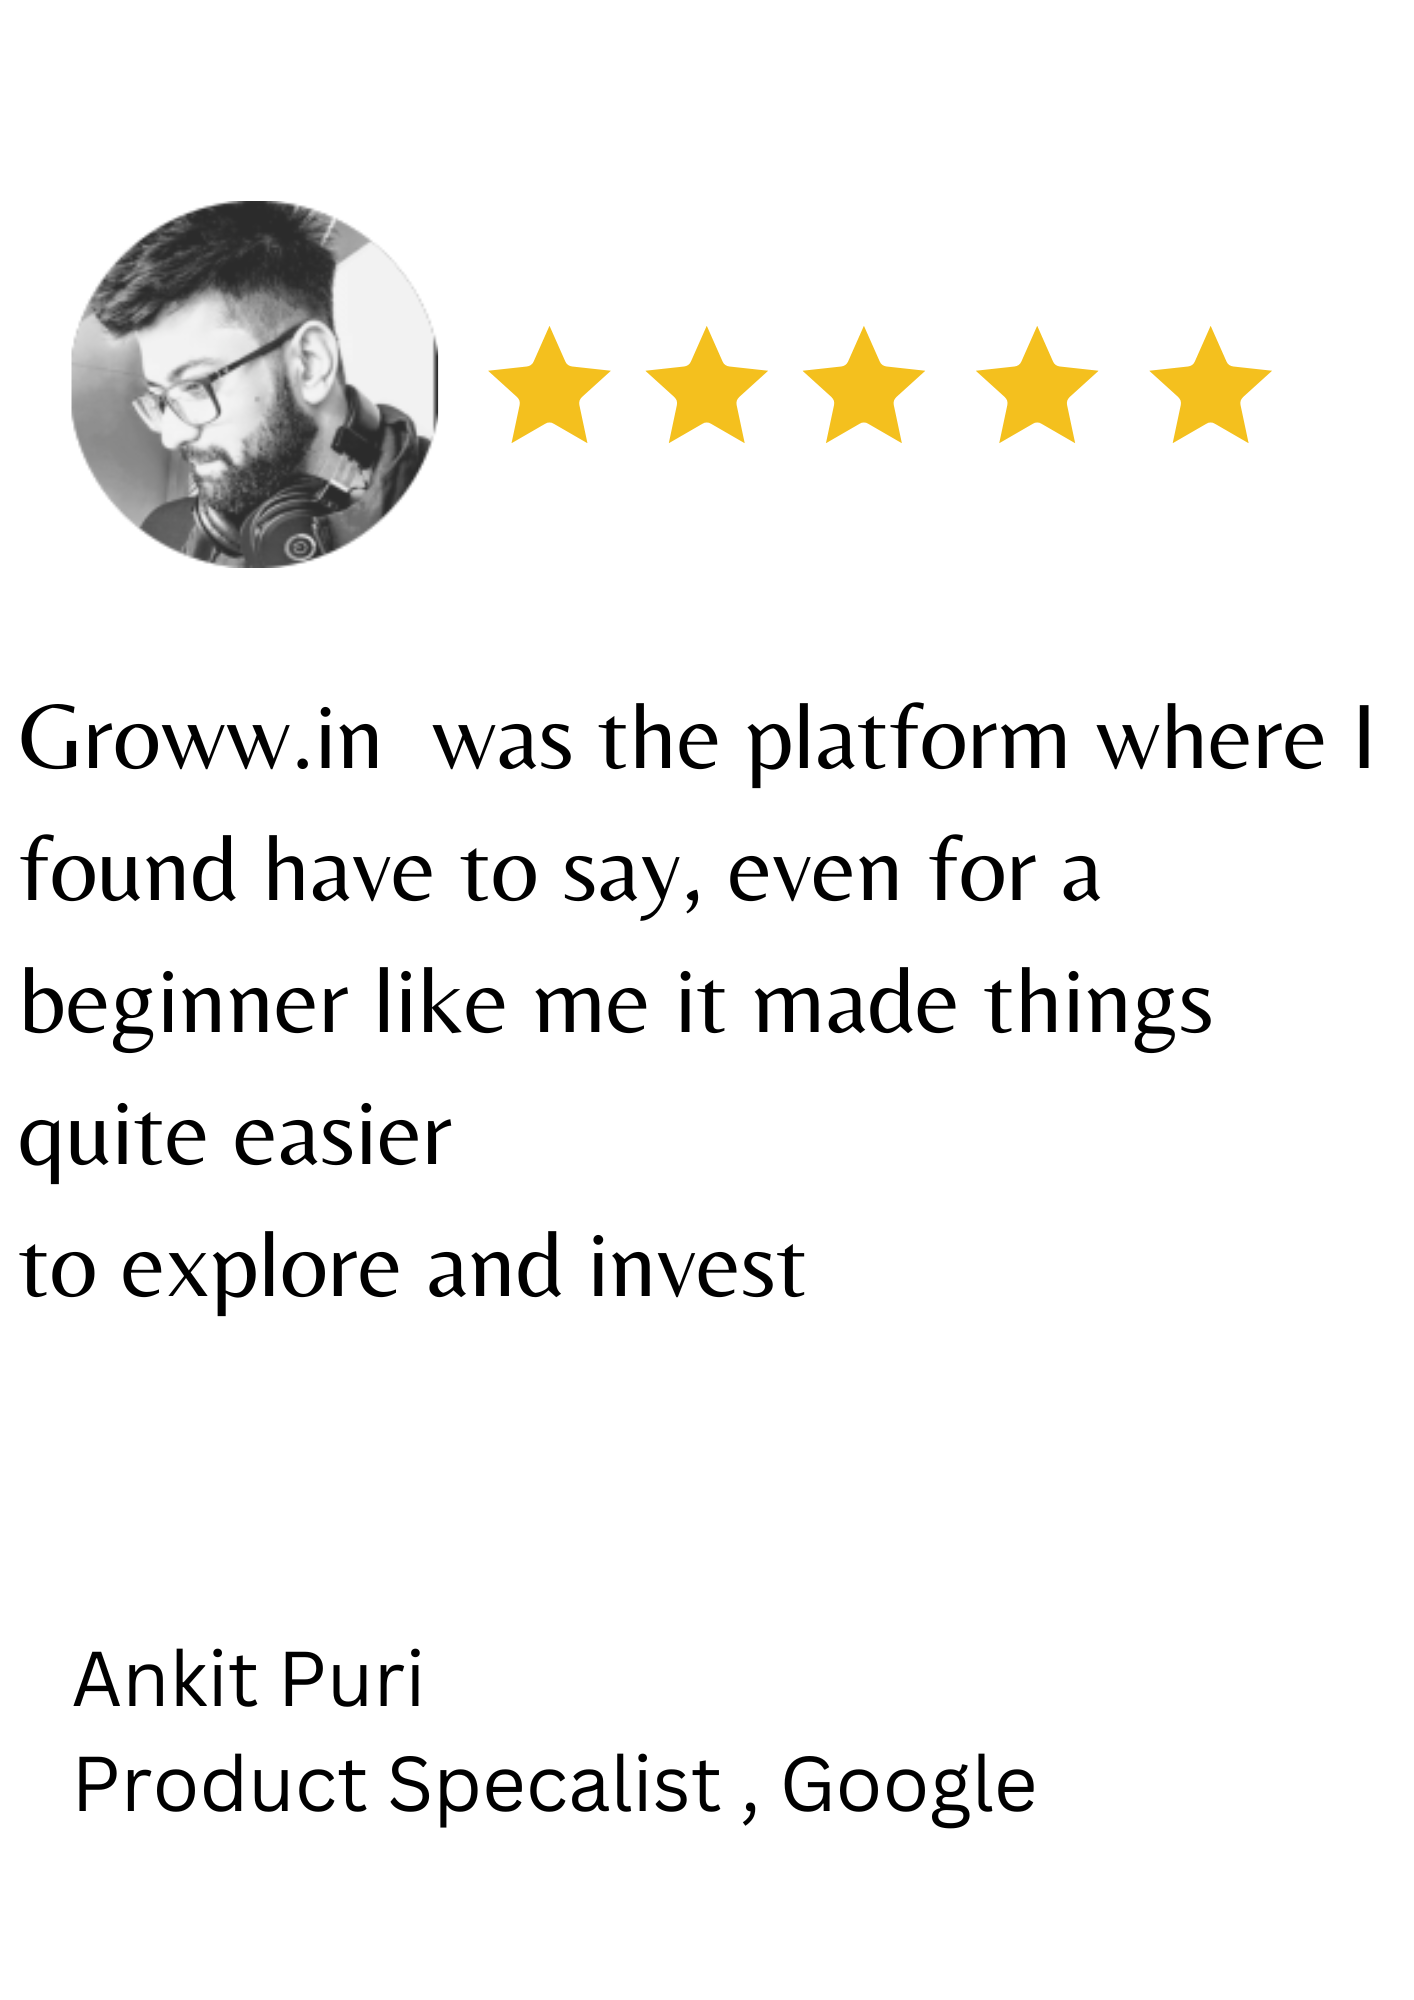 Groww.in  was the platform where I
found have to say, even for a
beginner like me it made things
quite easier
to explore and invest
Ankit Puri
Product Specalist , Google